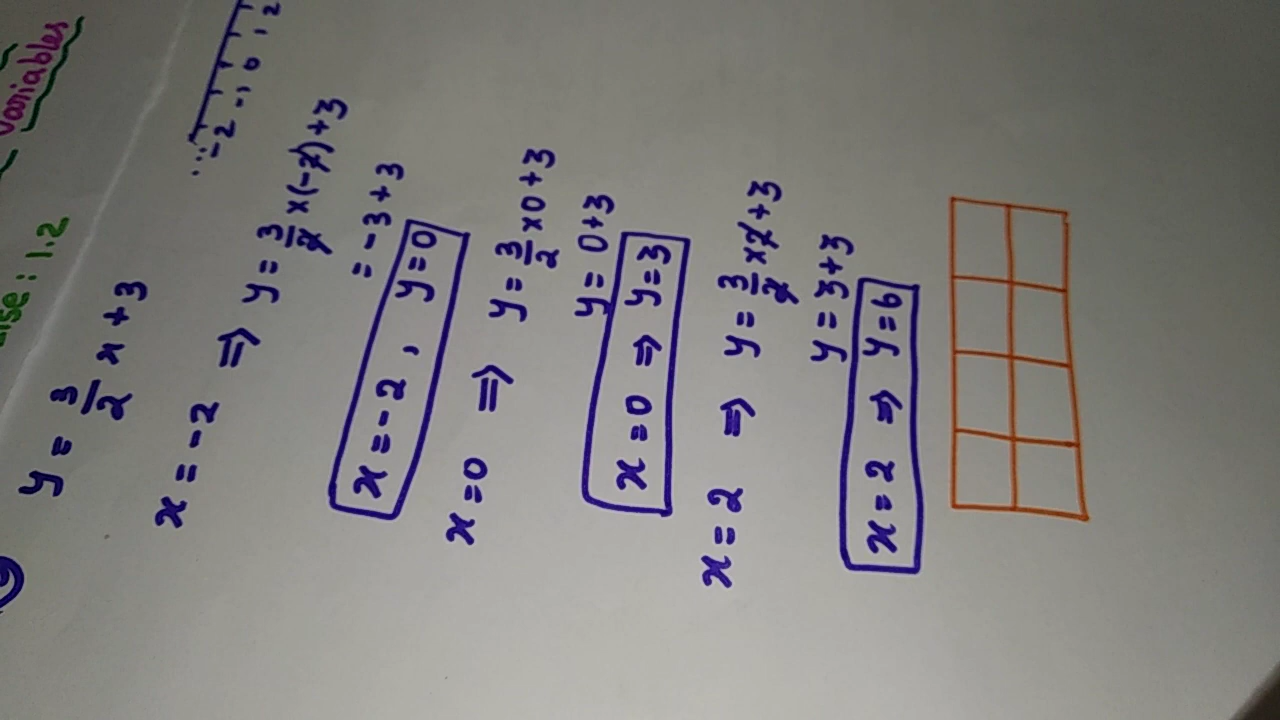 variables
ise : 1.2
y = 3/2 x + 3
... -2 -1 0 1 2
x = -2 ⇒ y = 3/2 × (-2) + 3
= -3 + 3
x = -2 , y = 0
x = 0 ⇒ y = 3/2 × 0 + 3
y = 0 + 3
x = 0 ⇒ y = 3
x = 2 ⇒ y = 3/2 × 2 + 3
y = 3 + 3
x = 2 ⇒ y = 6